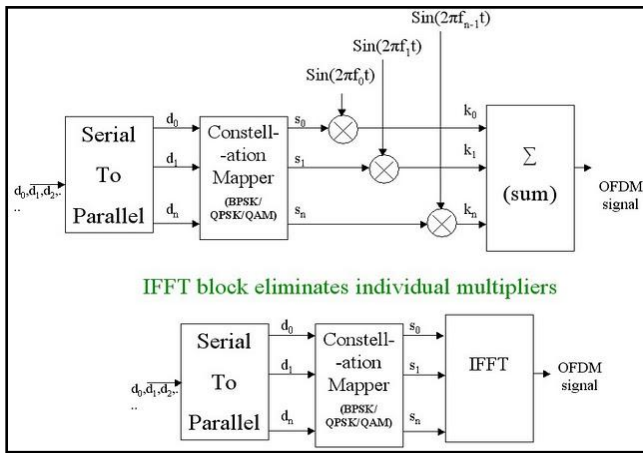 Sin(2πfₙ₋₁t)
Sin(2πf₁t)
Sin(2πf₀t)
d₀ s₀ k₀
Serial
To
Parallel
Constell-
-ation
Mapper
(BPSK/
QPSK/QAM)
d₁ s₁ k₁
Σ
(sum)
d₀,d₁,d₂,.
..
OFDM
signal
dₙ sₙ kₙ
IFFT block eliminates individual multipliers
d₀ s₀
Serial
To
Parallel
Constell-
-ation
Mapper
(BPSK/
QPSK/QAM)
d₁ s₁
IFFT
OFDM
signal
d₀,d₁,d₂,.
..
dₙ sₙ